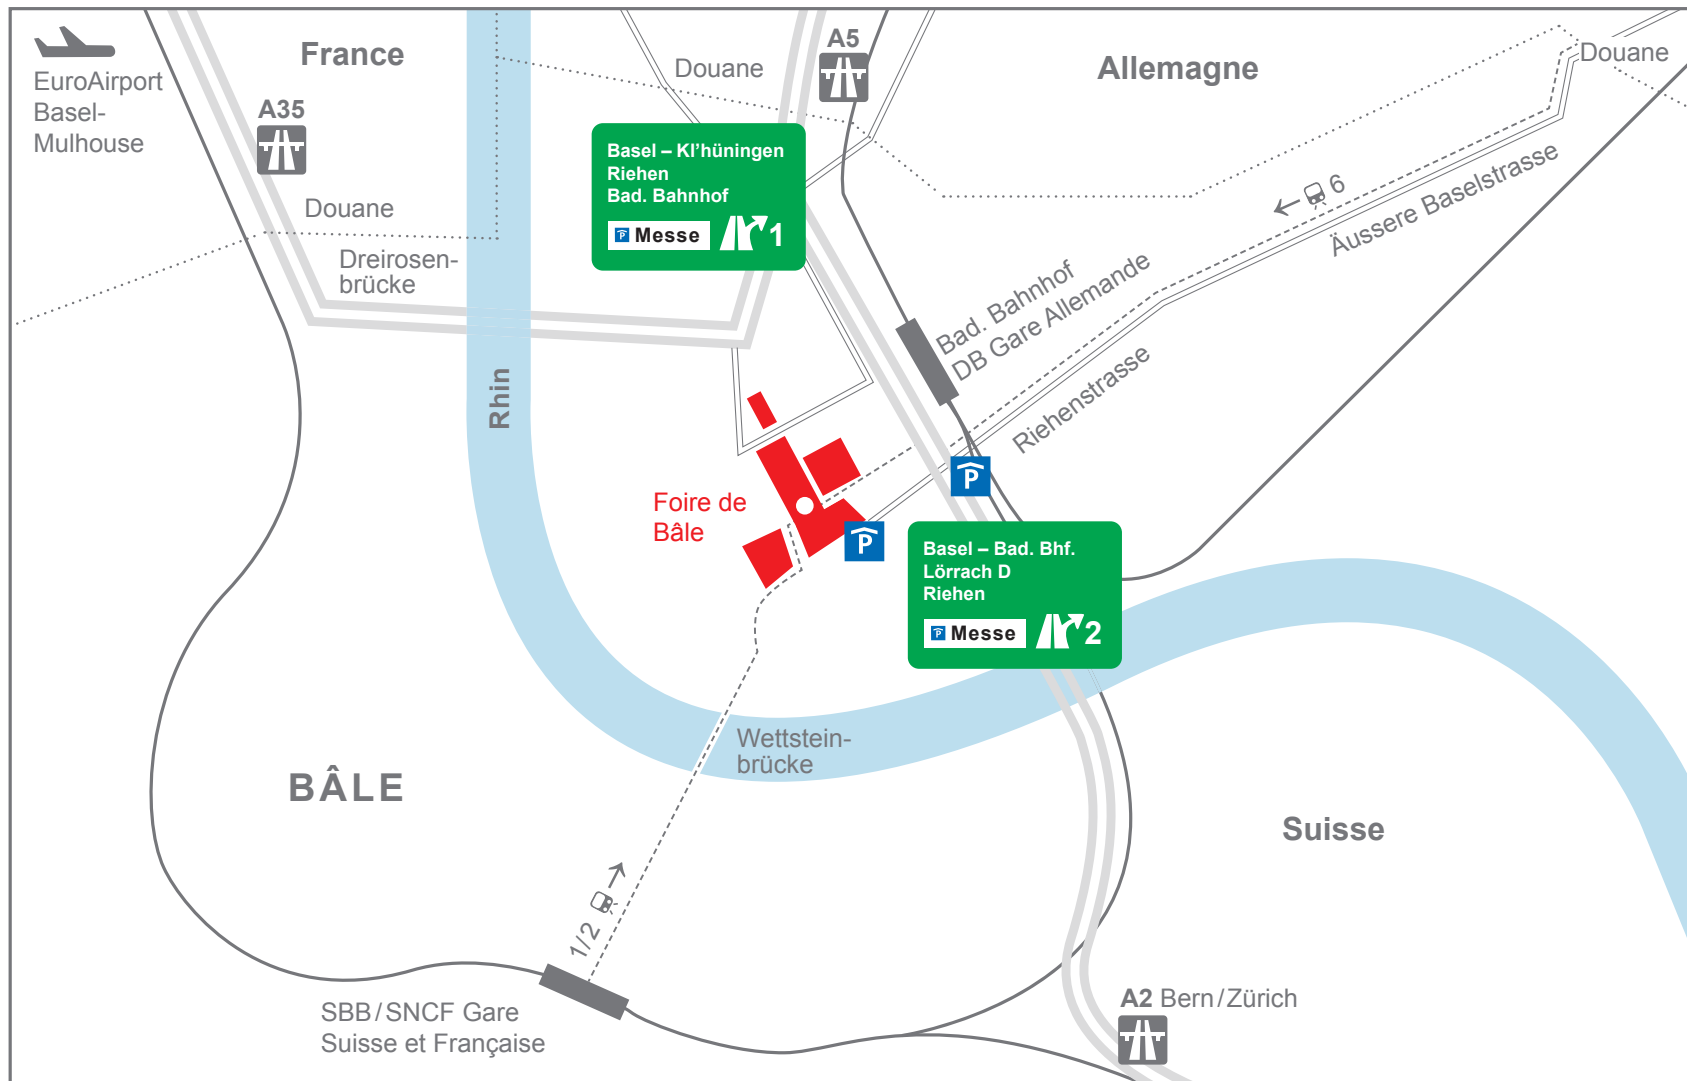 France
A5
Douane
Allemagne
Douane
EuroAirport
Basel-
Mulhouse
A35
Basel – Kl'hüningen
Riehen
Bad. Bahnhof
P Messe 1
6
Äussere Baselstrasse
Douane
Dreirosen-
brücke
Bad. Bahnhof
DB Gare Allemande
Riehenstrasse
Rhin
P
Foire de
Bâle
P
Basel – Bad. Bhf.
Lörrach D
Riehen
P Messe 2
Wettstein-
brücke
BÂLE
Suisse
1/2
SBB/SNCF Gare
Suisse et Française
A2 Bern/Zürich